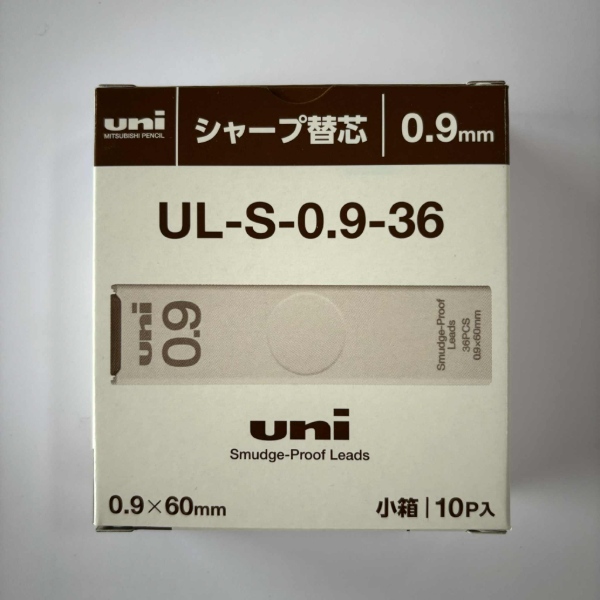 uni
MITSUBISHI PENCIL
シャープ替芯
0.9mm
UL-S-0.9-36
uni
0.9
Smudge-Proof
Leads
36PCS
0.9×60mm
uni
Smudge-Proof Leads
0.9×60mm
小箱|10P入